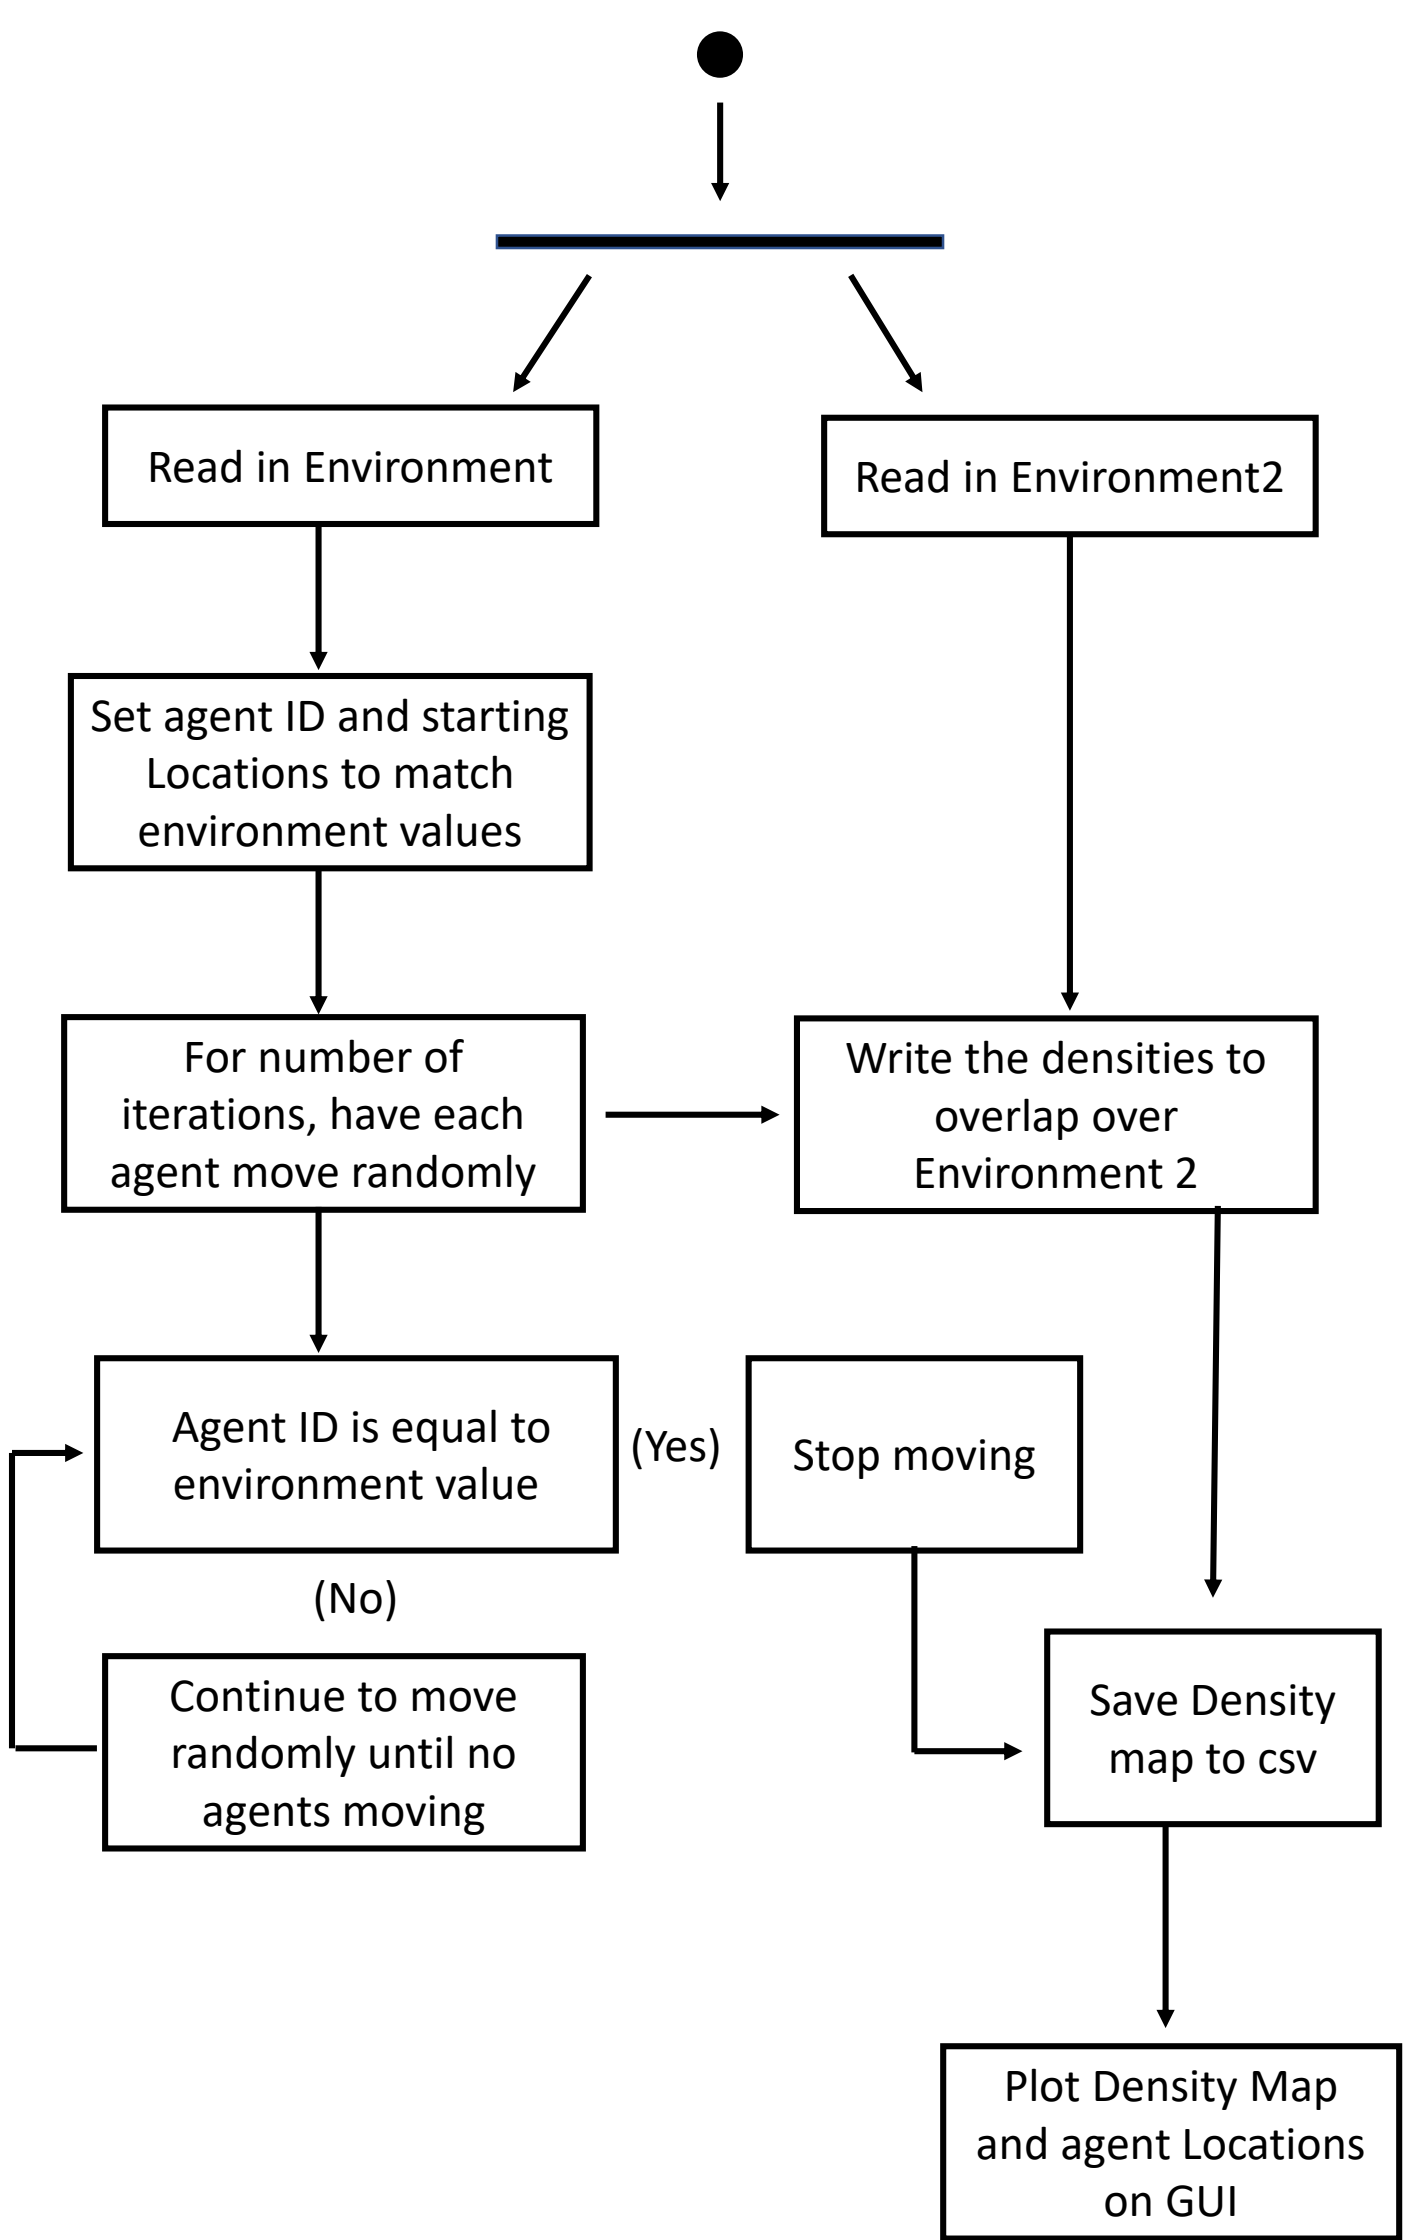 Read in Environment
Read in Environment2
Set agent ID and starting
Locations to match
environment values
For number of
iterations, have each
agent move randomly
Write the densities to
overlap over
Environment 2
Agent ID is equal to
environment value
(Yes)
Stop moving
(No)
Continue to move
randomly until no
agents moving
Save Density
map to csv
Plot Density Map
and agent Locations
on GUI